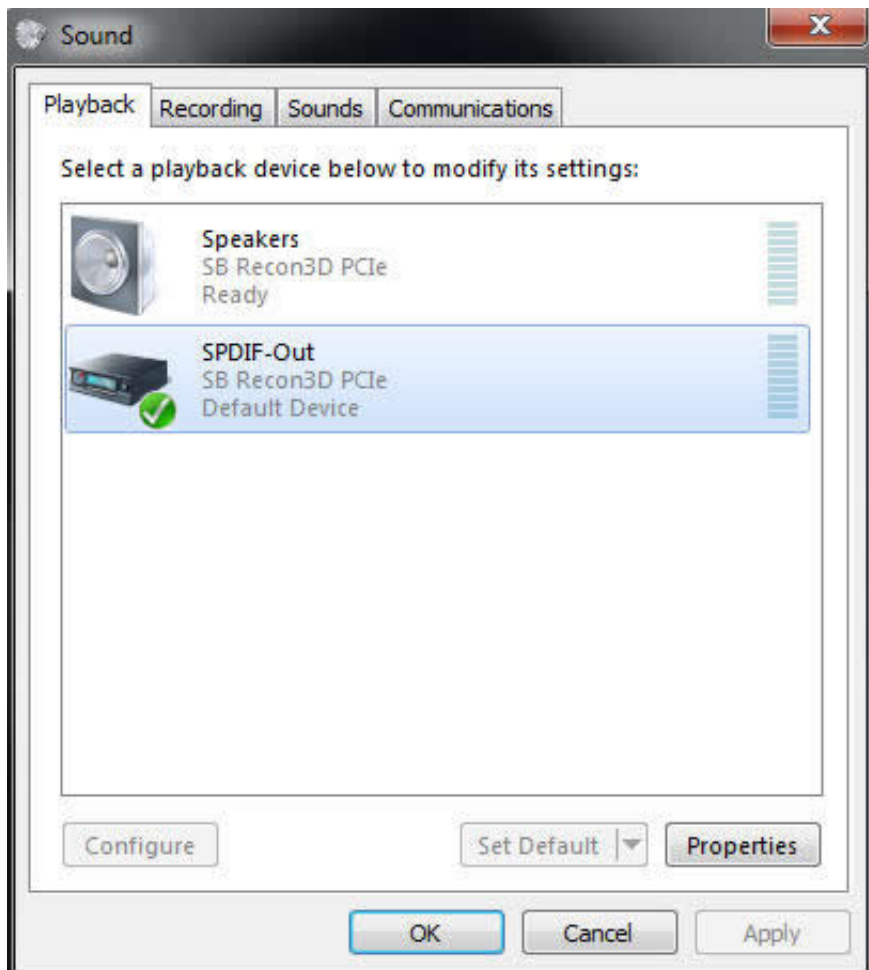 Sound
Playback Recording Sounds Communications
Select a playback device below to modify its settings:
Speakers
SB Recon3D PCIe
Ready
SPDIF-Out
SB Recon3D PCIe
Default Device
Configure Set Default Properties
OK Cancel Apply